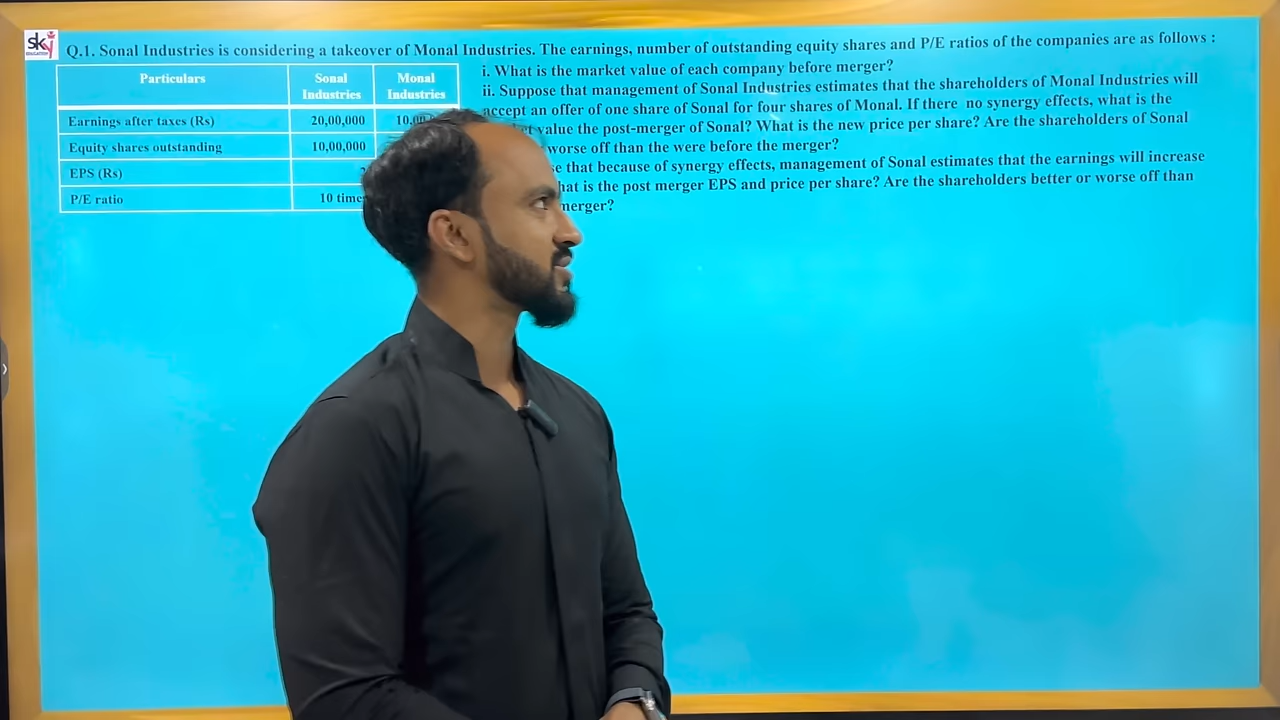 sky
EDUCATION
Q.1. Sonal Industries is considering a takeover of Monal Industries. The earnings, number of outstanding equity shares and P/E ratios of the companies are as follows :
Particulars Sonal Industries Monal Industries
Earnings after taxes (Rs) 20,00,000 10,00
Equity shares outstanding 10,00,000
EPS (Rs)
P/E ratio 10 time
i. What is the market value of each company before merger?
ii. Suppose that management of Sonal Industries estimates that the shareholders of Monal Industries will
accept an offer of one share of Sonal for four shares of Monal. If there no synergy effects, what is the
value the post-merger of Sonal? What is the new price per share? Are the shareholders of Sonal
worse off than the were before the merger?
that because of synergy effects, management of Sonal estimates that the earnings will increase
is the post merger EPS and price per share? Are the shareholders better or worse off than
merger?